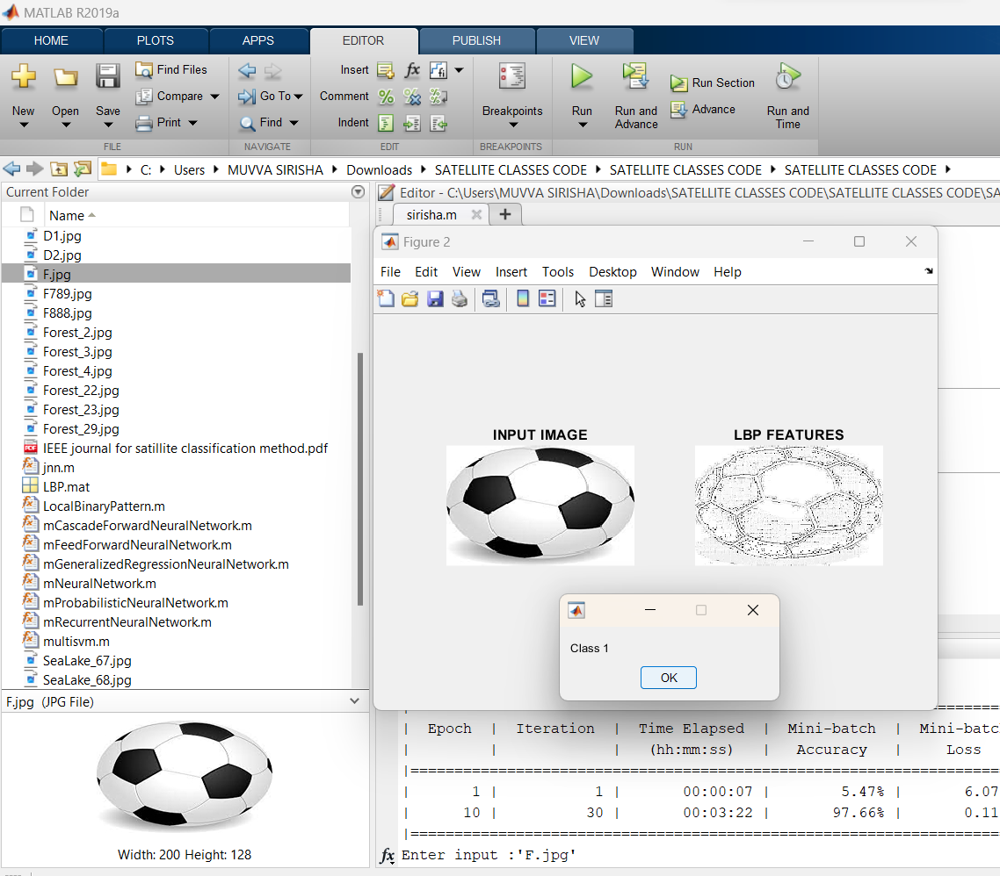 MATLAB R2019a
HOME PLOTS APPS EDITOR PUBLISH VIEW
New Open Save Find Files Compare Print
FILE
Go To Find
NAVIGATE
Insert fx
Comment
Indent
EDIT
Breakpoints
BREAKPOINTS
Run Run and Advance Run Section Advance Run and Time
RUN
C: Users MUVVA SIRISHA Downloads SATELLITE CLASSES CODE SATELLITE CLASSES CODE SATELLITE CLASSES CODE
Current Folder
Name
D1.jpg
D2.jpg
F.jpg
F789.jpg
F888.jpg
Forest_2.jpg
Forest_3.jpg
Forest_4.jpg
Forest_22.jpg
Forest_23.jpg
Forest_29.jpg
IEEE journal for satillite classification method.pdf
jnn.m
LBP.mat
LocalBinaryPattern.m
mCascadeForwardNeuralNetwork.m
mFeedForwardNeuralNetwork.m
mGeneralizedRegressionNeuralNetwork.m
mNeuralNetwork.m
mProbabilisticNeuralNetwork.m
mRecurrentNeuralNetwork.m
multisvm.m
SeaLake_67.jpg
SeaLake_68.jpg
F.jpg (JPG File)
Width: 200 Height: 128
Editor - C:\Users\MUVVA SIRISHA\Downloads\SATELLITE CLASSES CODE\SATELLITE CLASSES CODE\SA
sirisha.m
Figure 2
File Edit View Insert Tools Desktop Window Help
INPUT IMAGE LBP FEATURES
Class 1
OK
| Epoch | Iteration | Time Elapsed | Mini-batch | Mini-batc
| | | (hh:mm:ss) | Accuracy | Loss
|====================================================================
| 1 | 1 | 00:00:07 | 5.47% | 6.07
| 10 | 30 | 00:03:22 | 97.66% | 0.11
|====================================================================
fx Enter input :'F.jpg'